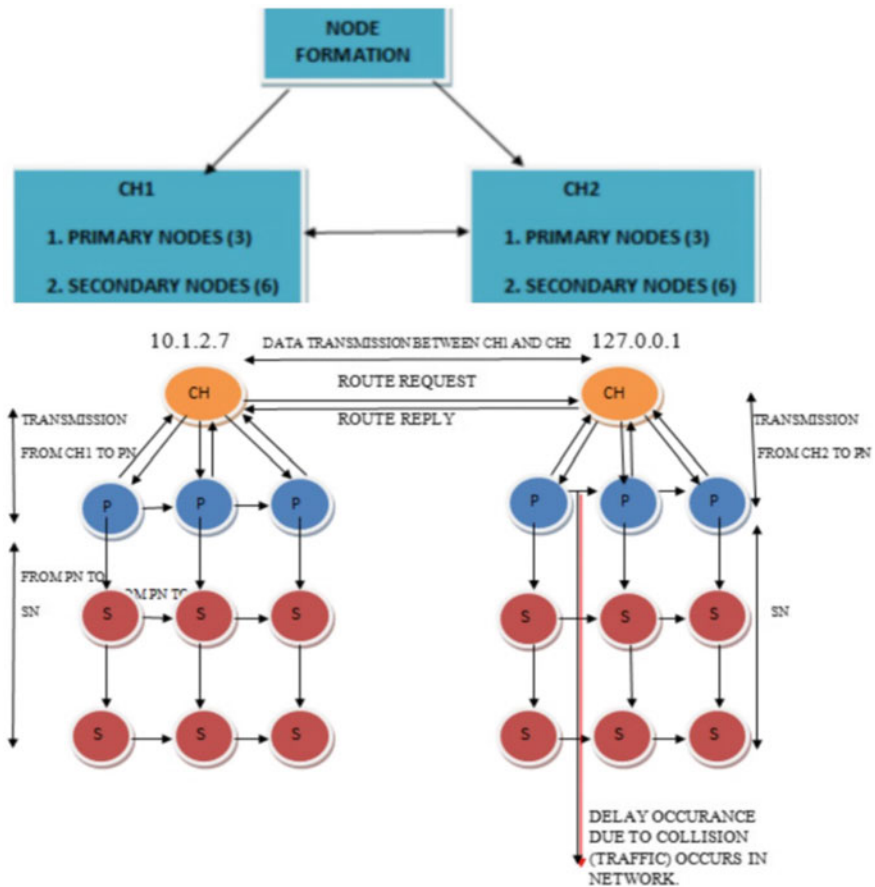 NODE
FORMATION
CH1
1. PRIMARY NODES (3)
2. SECONDARY NODES (6)
CH2
1. PRIMARY NODES (3)
2. SECONDARY NODES (6)
10.1.2.7
DATA TRANSMISSION BETWEEN CH1 AND CH2
127.0.0.1
CH
ROUTE REQUEST
ROUTE REPLY
CH
TRANSMISSION
FROM CH1 TO PN
TRANSMISSION
FROM CH2 TO PN
P
P
P
P
P
P
FROM PN TO
SN
OM PN TO
S
S
S
S
S
S
SN
S
S
S
S
S
S
DELAY OCCURANCE
DUE TO COLLISION
(TRAFFIC) OCCURS IN
NETWORK.